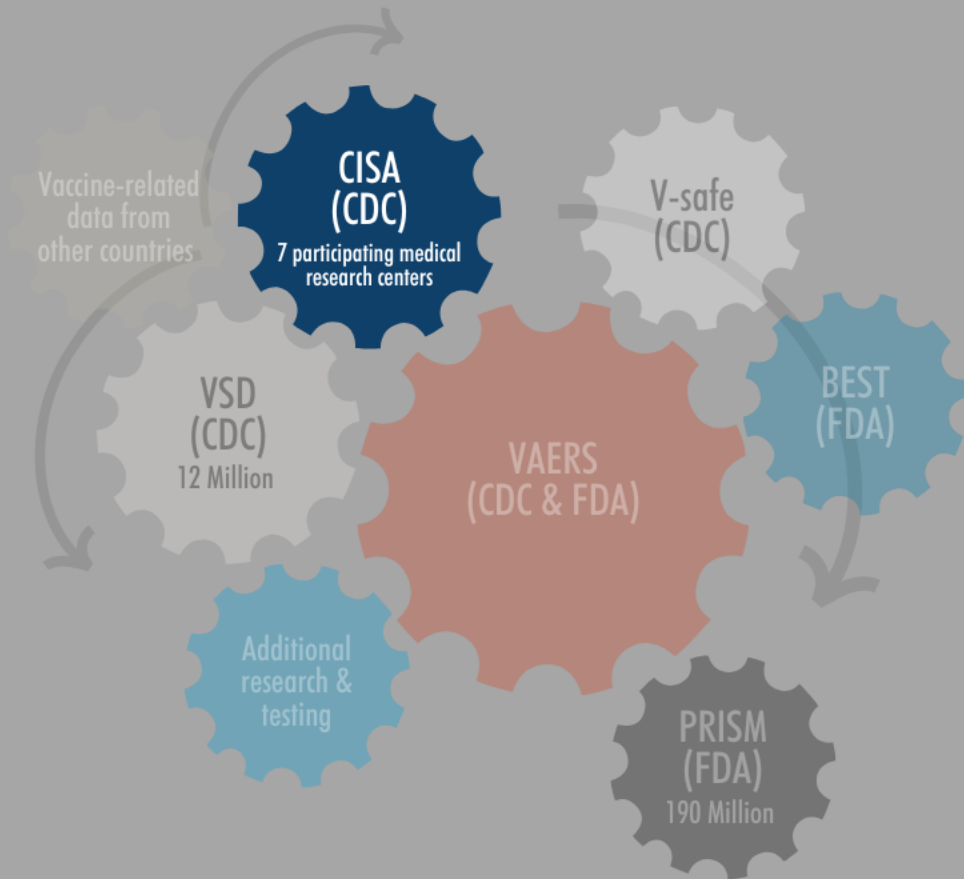 Vaccine-related
data from
other countries
CISA
(CDC)
7 participating medical
research centers
V-safe
(CDC)
VSD
(CDC)
12 Million
BEST
(FDA)
VAERS
(CDC & FDA)
Additional
research &
testing
PRISM
(FDA)
190 Million